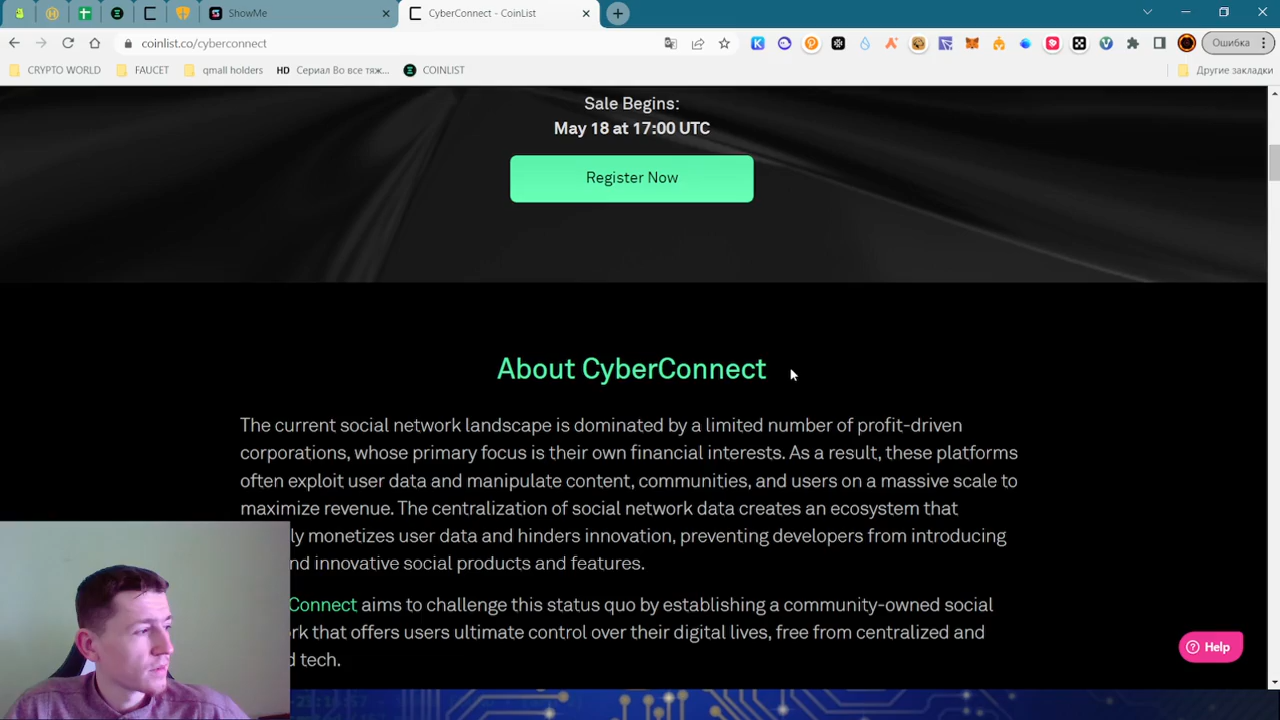 ShowMe
CyberConnect - CoinList
coinlist.co/cyberconnect
Ошибка
CRYPTO WORLD
FAUCET
qmall holders
HD Сериал Во все тяж...
COINLIST
Другие закладки
Sale Begins:
May 18 at 17:00 UTC
Register Now
About CyberConnect
The current social network landscape is dominated by a limited number of profit-driven
corporations, whose primary focus is their own financial interests. As a result, these platforms
often exploit user data and manipulate content, communities, and users on a massive scale to
maximize revenue. The centralization of social network data creates an ecosystem that
ly monetizes user data and hinders innovation, preventing developers from introducing
nd innovative social products and features.
Connect aims to challenge this status quo by establishing a community-owned social
rk that offers users ultimate control over their digital lives, free from centralized and
d tech.
Help